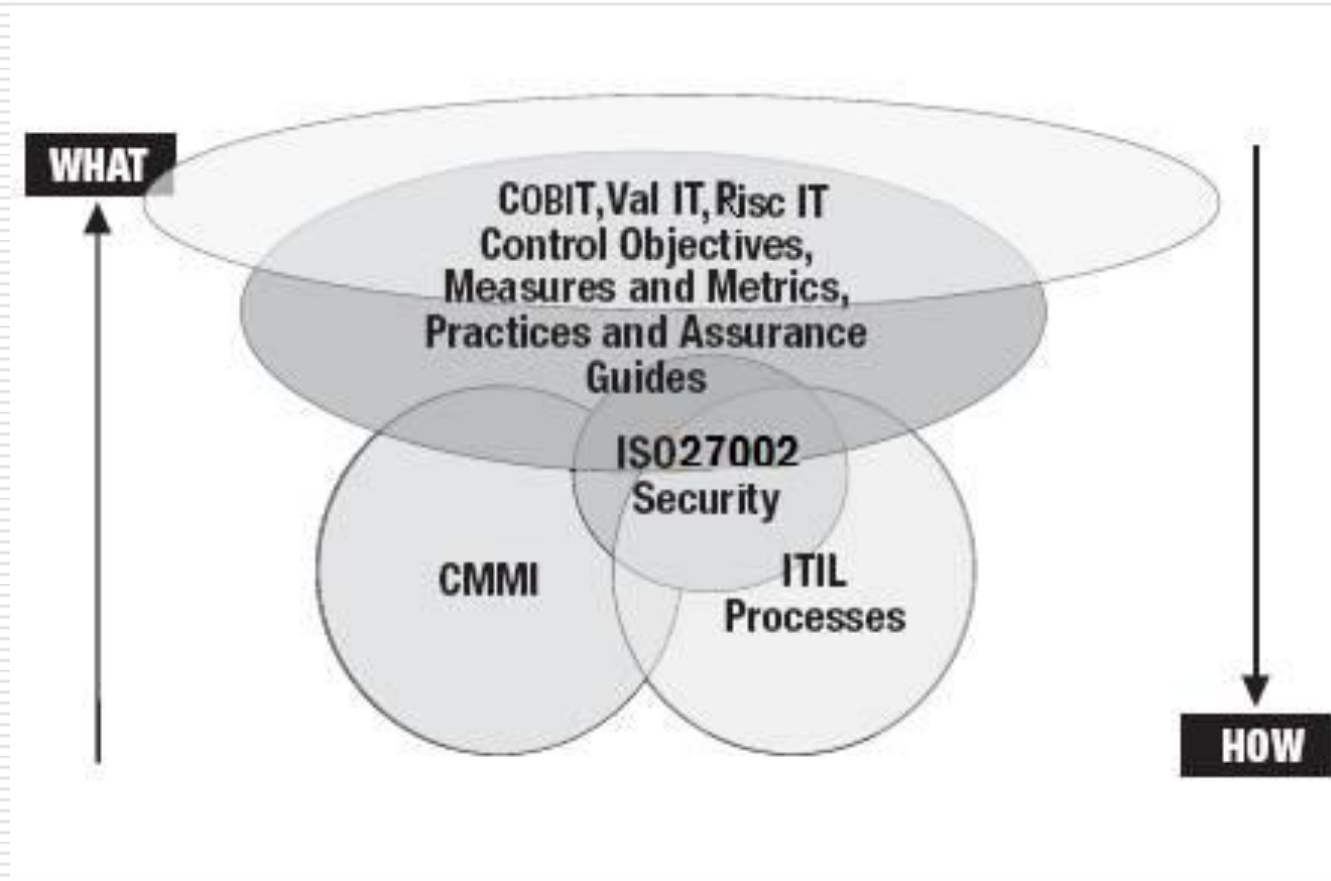 WHAT
COBIT,Val IT,Risc IT
Control Objectives,
Measures and Metrics,
Practices and Assurance
Guides
ISO27002
Security
CMMI
ITIL
Processes
HOW